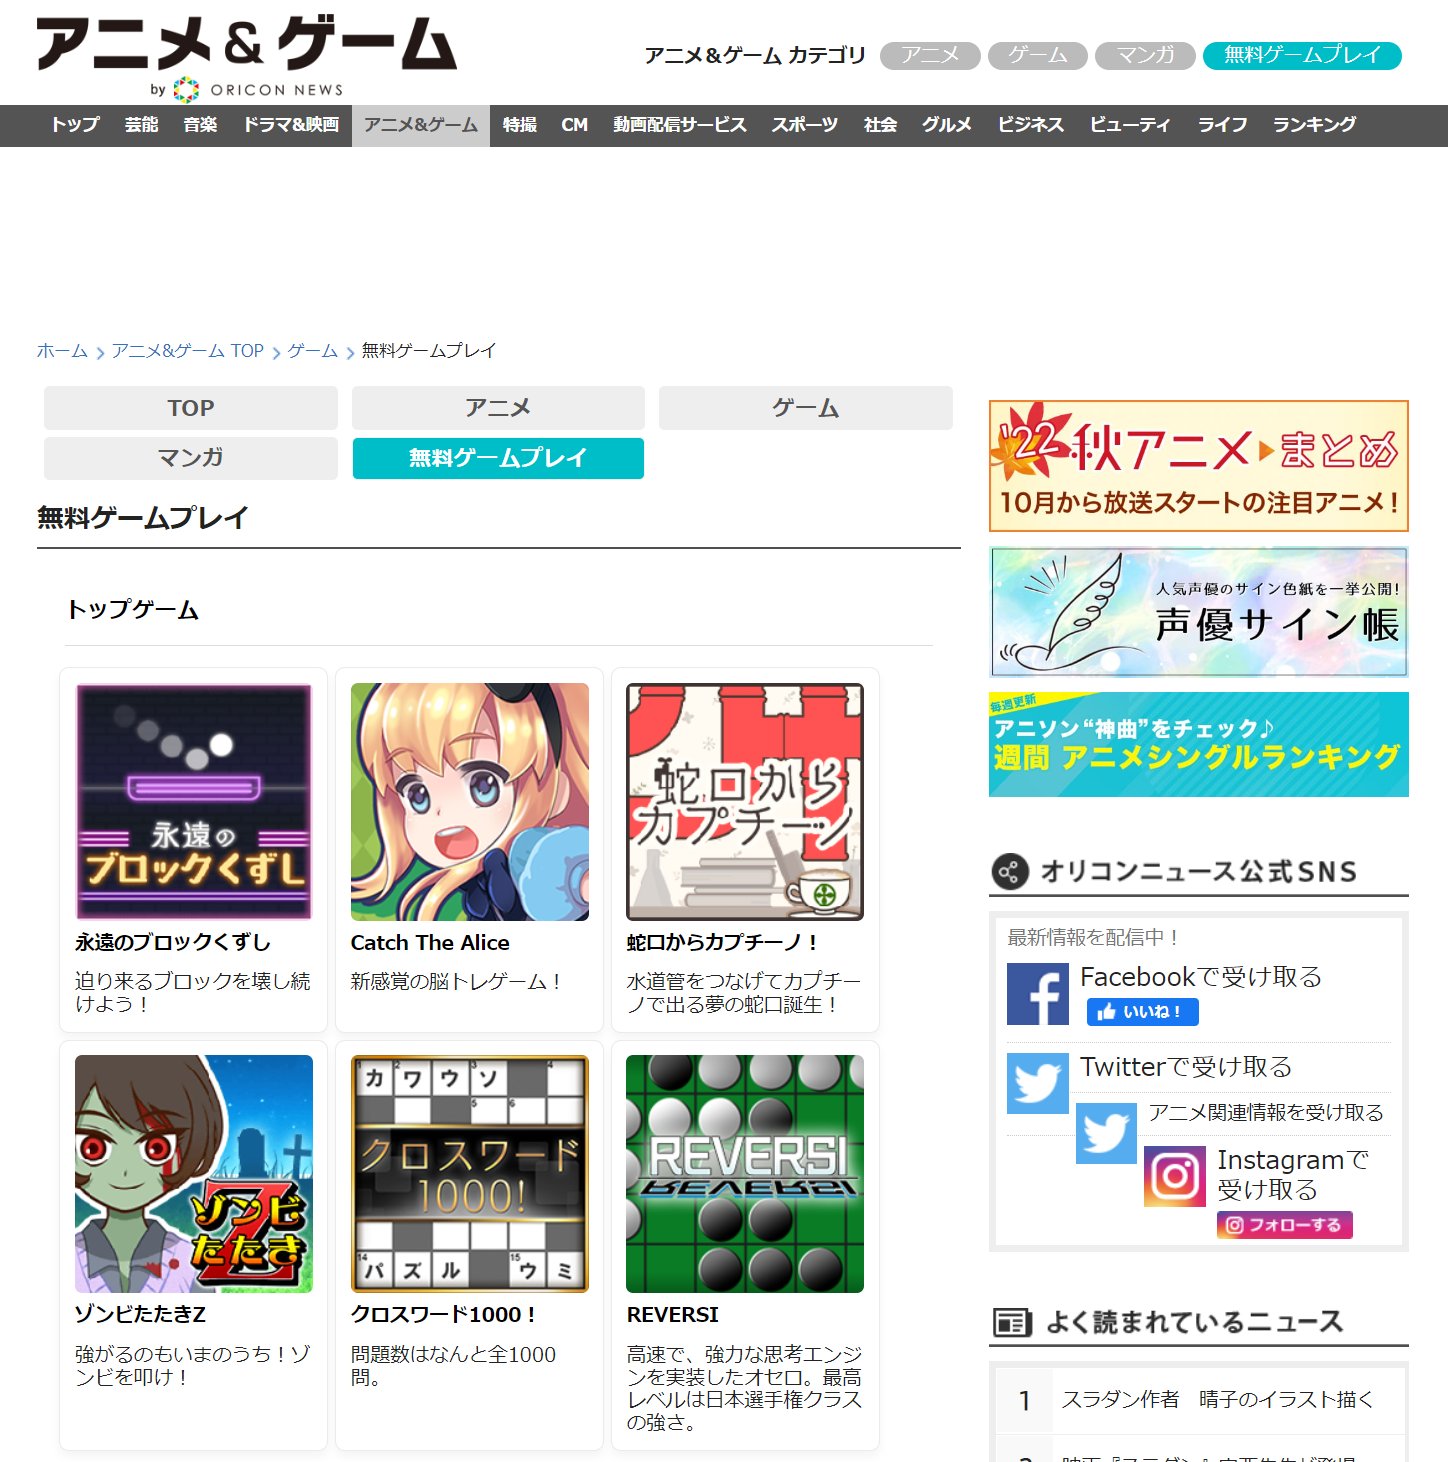 アニメ&ゲーム
by ORICON NEWS
アニメ&ゲーム カテゴリ アニメ ゲーム マンガ 無料ゲームプレイ
トップ 芸能 音楽 ドラマ&映画 アニメ&ゲーム 特撮 CM 動画配信サービス スポーツ 社会 グルメ ビジネス ビューティ ライフ ランキング
ホーム アニメ&ゲーム TOP ゲーム 無料ゲームプレイ
TOP アニメ ゲーム
マンガ 無料ゲームプレイ
無料ゲームプレイ
トップゲーム
永遠の
ブロックくずし
永遠のブロックくずし
迫り来るブロックを壊し続
けよう！
Catch The Alice
新感覚の脳トレゲーム！
蛇口から
カプチーノ
蛇口からカプチーノ！
水道管をつなげてカプチー
ノで出る夢の蛇口誕生！
ゾンビ
たたき
Z
ゾンビたたきZ
強がるのもいまのうち！ゾ
ンビを叩け！
1 2 3 4
カワウソ
5 6
クロスワード
1000!
14 15
パズル ウミ
クロスワード1000！
問題数はなんと全1000
問。
REVERSI
REVERSI
高速で、強力な思考エンジ
ンを実装したオセロ。最高
レベルは日本選手権クラス
の強さ。
'22秋アニメ まとめ
10月から放送スタートの注目アニメ！
人気声優のサイン色紙を一挙公開！
声優サイン帳
毎週更新
アニソン“神曲”をチェック♪
週間 アニメシングルランキング
オリコンニュース公式SNS
最新情報を配信中！
Facebookで受け取る
いいね！
Twitterで受け取る
アニメ関連情報を受け取る
Instagramで
受け取る
フォローする
よく読まれているニュース
1 スラダン作者　晴子のイラスト描く